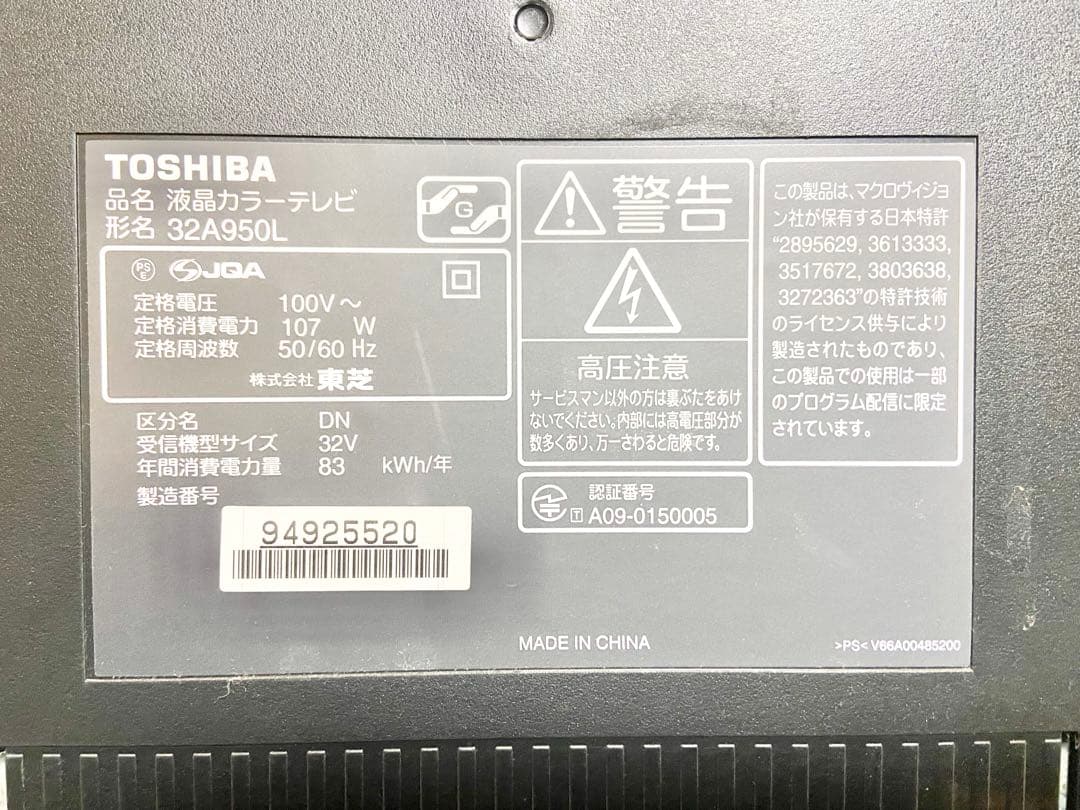 TOSHIBA
品名 液晶カラーテレビ
形名 32A950L
G
PS E JQA
定格電圧 100V～
定格消費電力 107 W
定格周波数 50/60 Hz
株式会社 東芝
区分名 DN
受信機型サイズ 32V
年間消費電力量 83 kWh/年
製造番号
94925520
警告
高圧注意
サービスマン以外の方は裏ぶたをあけ
ないでください。内部には高電圧部分が
数多くあり、万一さわると危険です。
認証番号
T A09-0150005
この製品は、マクロヴィジョ
ン社が保有する日本特許
“2895629, 3613333,
3517672, 3803638,
3272363”の特許技術
のライセンス供与により
製造されたものであり、
この製品での使用は一部
のプログラム配信に限定
されています。
MADE IN CHINA
>PS< V66A00485200